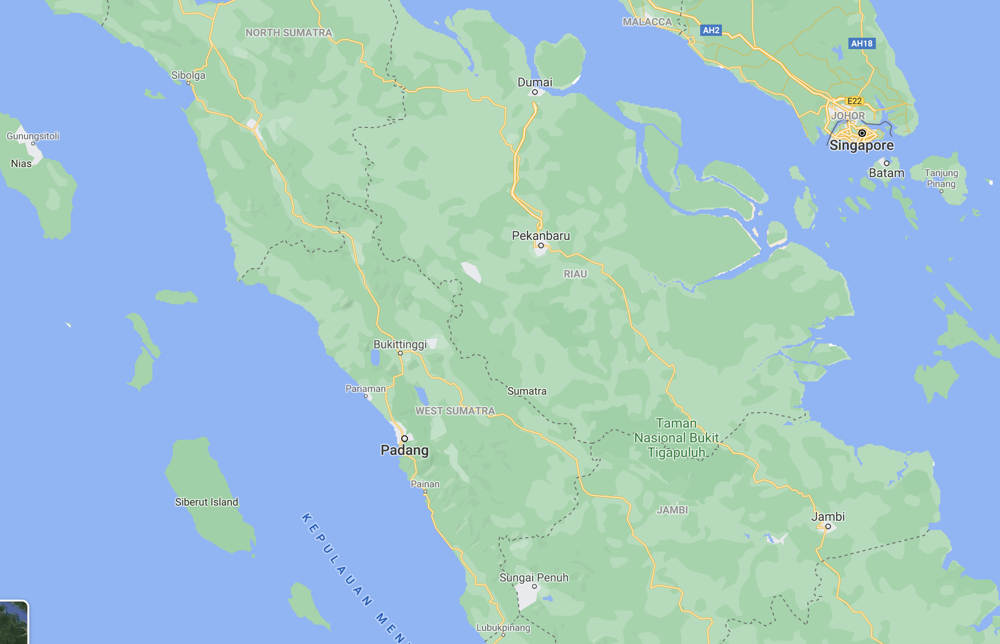 MALACCA
AH2
NORTH SUMATRA
AH18
Sibolga
Dumai
E22
JOHOR
Gunungsitoli
Singapore
Nias
Batam
Tanjung
Pinang
Pekanbaru
RIAU
Bukittinggi
Pariaman
Sumatra
WEST SUMATRA
Taman
Nasional Bukit
Tigapuluh
Padang
Painan
Siberut Island
JAMBI
Jambi
KEPULAUAN MEN
Sungai Penuh
Lubukpinang